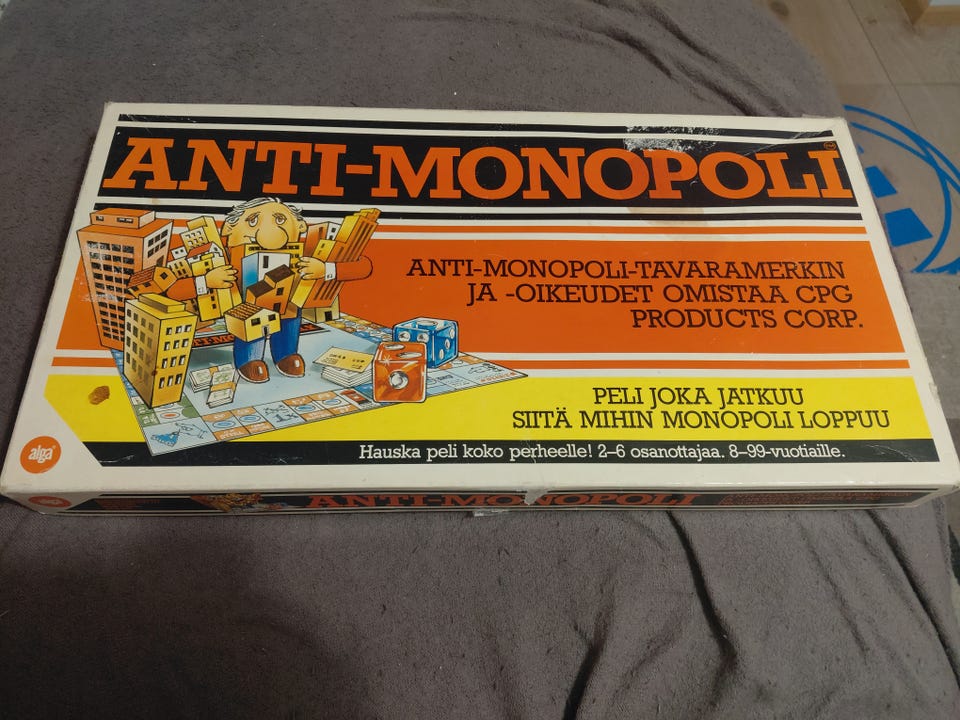 ANTI-MONOPOLI
ANTI-MONOPOLI-TAVARAMERKIN
JA -OIKEUDET OMISTAA CPG
PRODUCTS CORP.
PELI JOKA JATKUU
SIITÄ MIHIN MONOPOLI LOPPUU
Hauska peli koko perheelle! 2–6 osanottajaa. 8–99-vuotiaille.
alga
ANTI-MONOPOLI